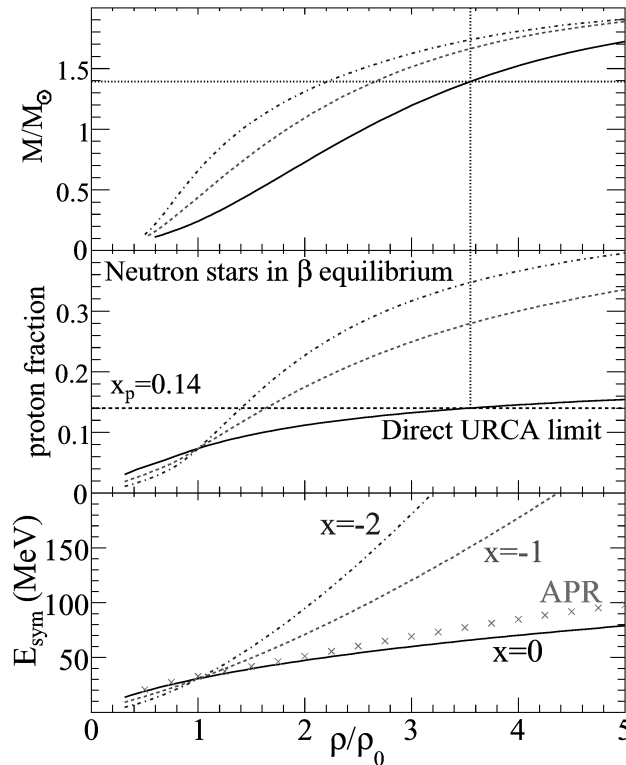 M/M☉
1.5
1
0.5
0
Neutron stars in β equilibrium
proton fraction
0.3
0.2
0.1
0
xₚ=0.14
Direct URCA limit
E_sym (MeV)
150
100
50
x=-2
x=-1
APR
x=0
0 1 2 3 4 5
ρ/ρ₀